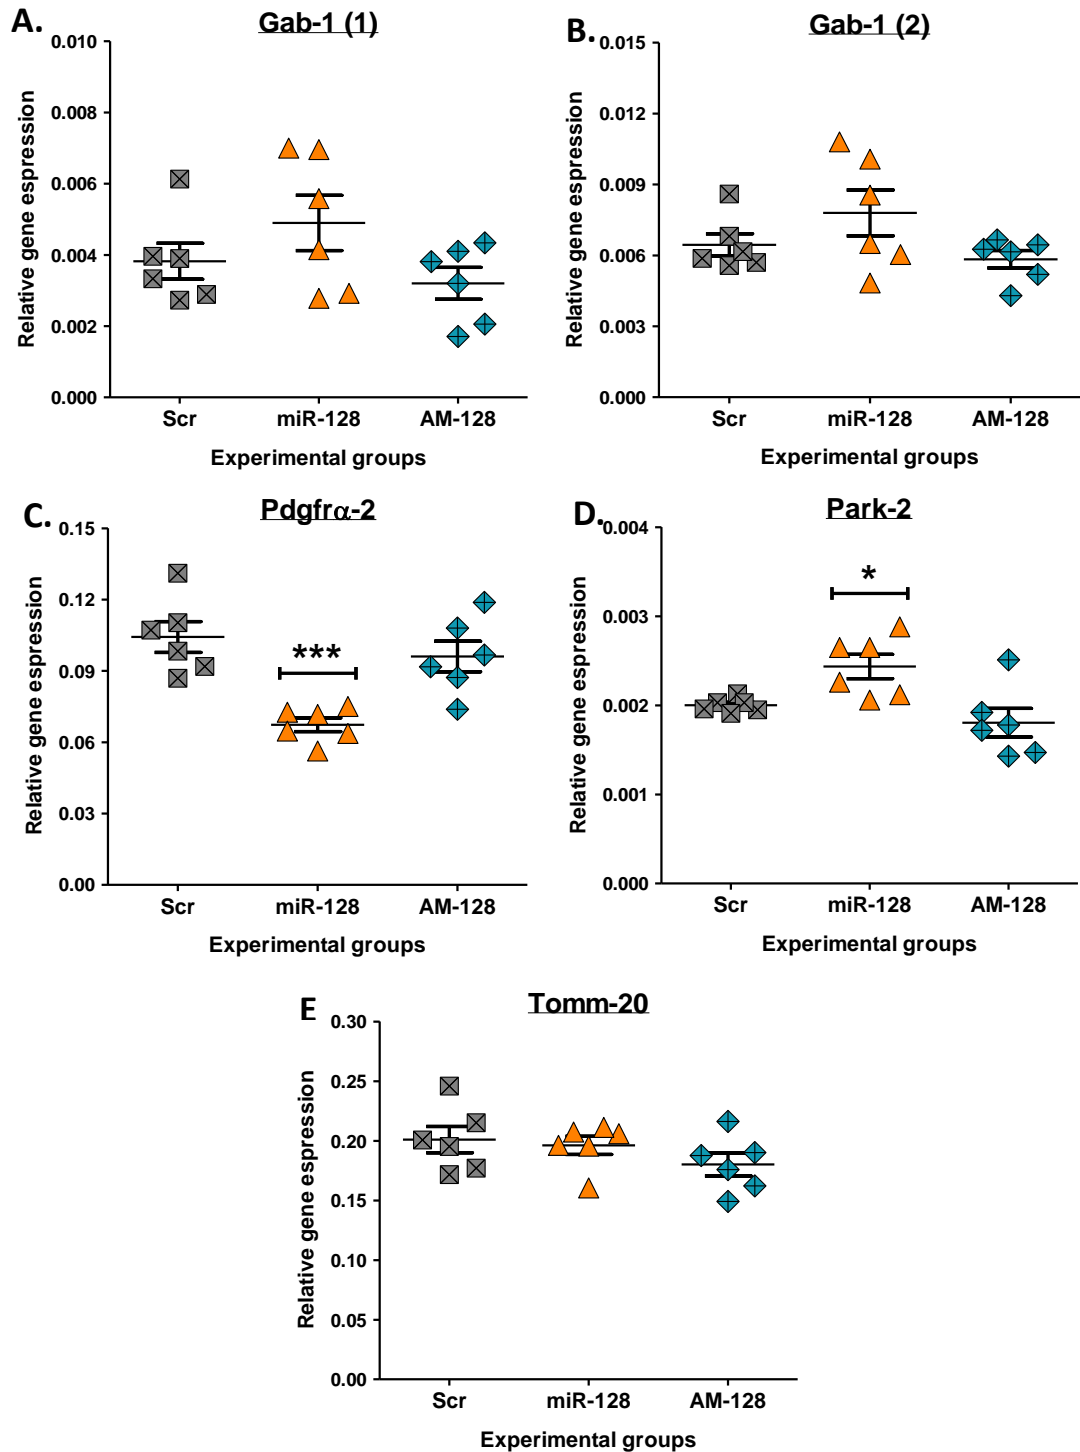 A.
Gab-1 (1)
Relative gene espression
0.010
0.008
0.006
0.004
0.002
0.000
Scr miR-128 AM-128
Experimental groups
B.
Gab-1 (2)
Relative gene espression
0.015
0.012
0.009
0.006
0.003
0.000
Scr miR-128 AM-128
Experimental groups
C.
Pdgfrα-2
Relative gene espression
0.15
0.12
0.09
0.06
0.03
0.00
***
Scr miR-128 AM-128
Experimental groups
D.
Park-2
Relative gene espression
0.004
0.003
0.002
0.001
0.000
*
Scr miR-128 AM-128
Experimental groups
E
Tomm-20
Relative gene espression
0.30
0.25
0.20
0.15
0.10
0.05
0.00
Scr miR-128 AM-128
Experimental groups